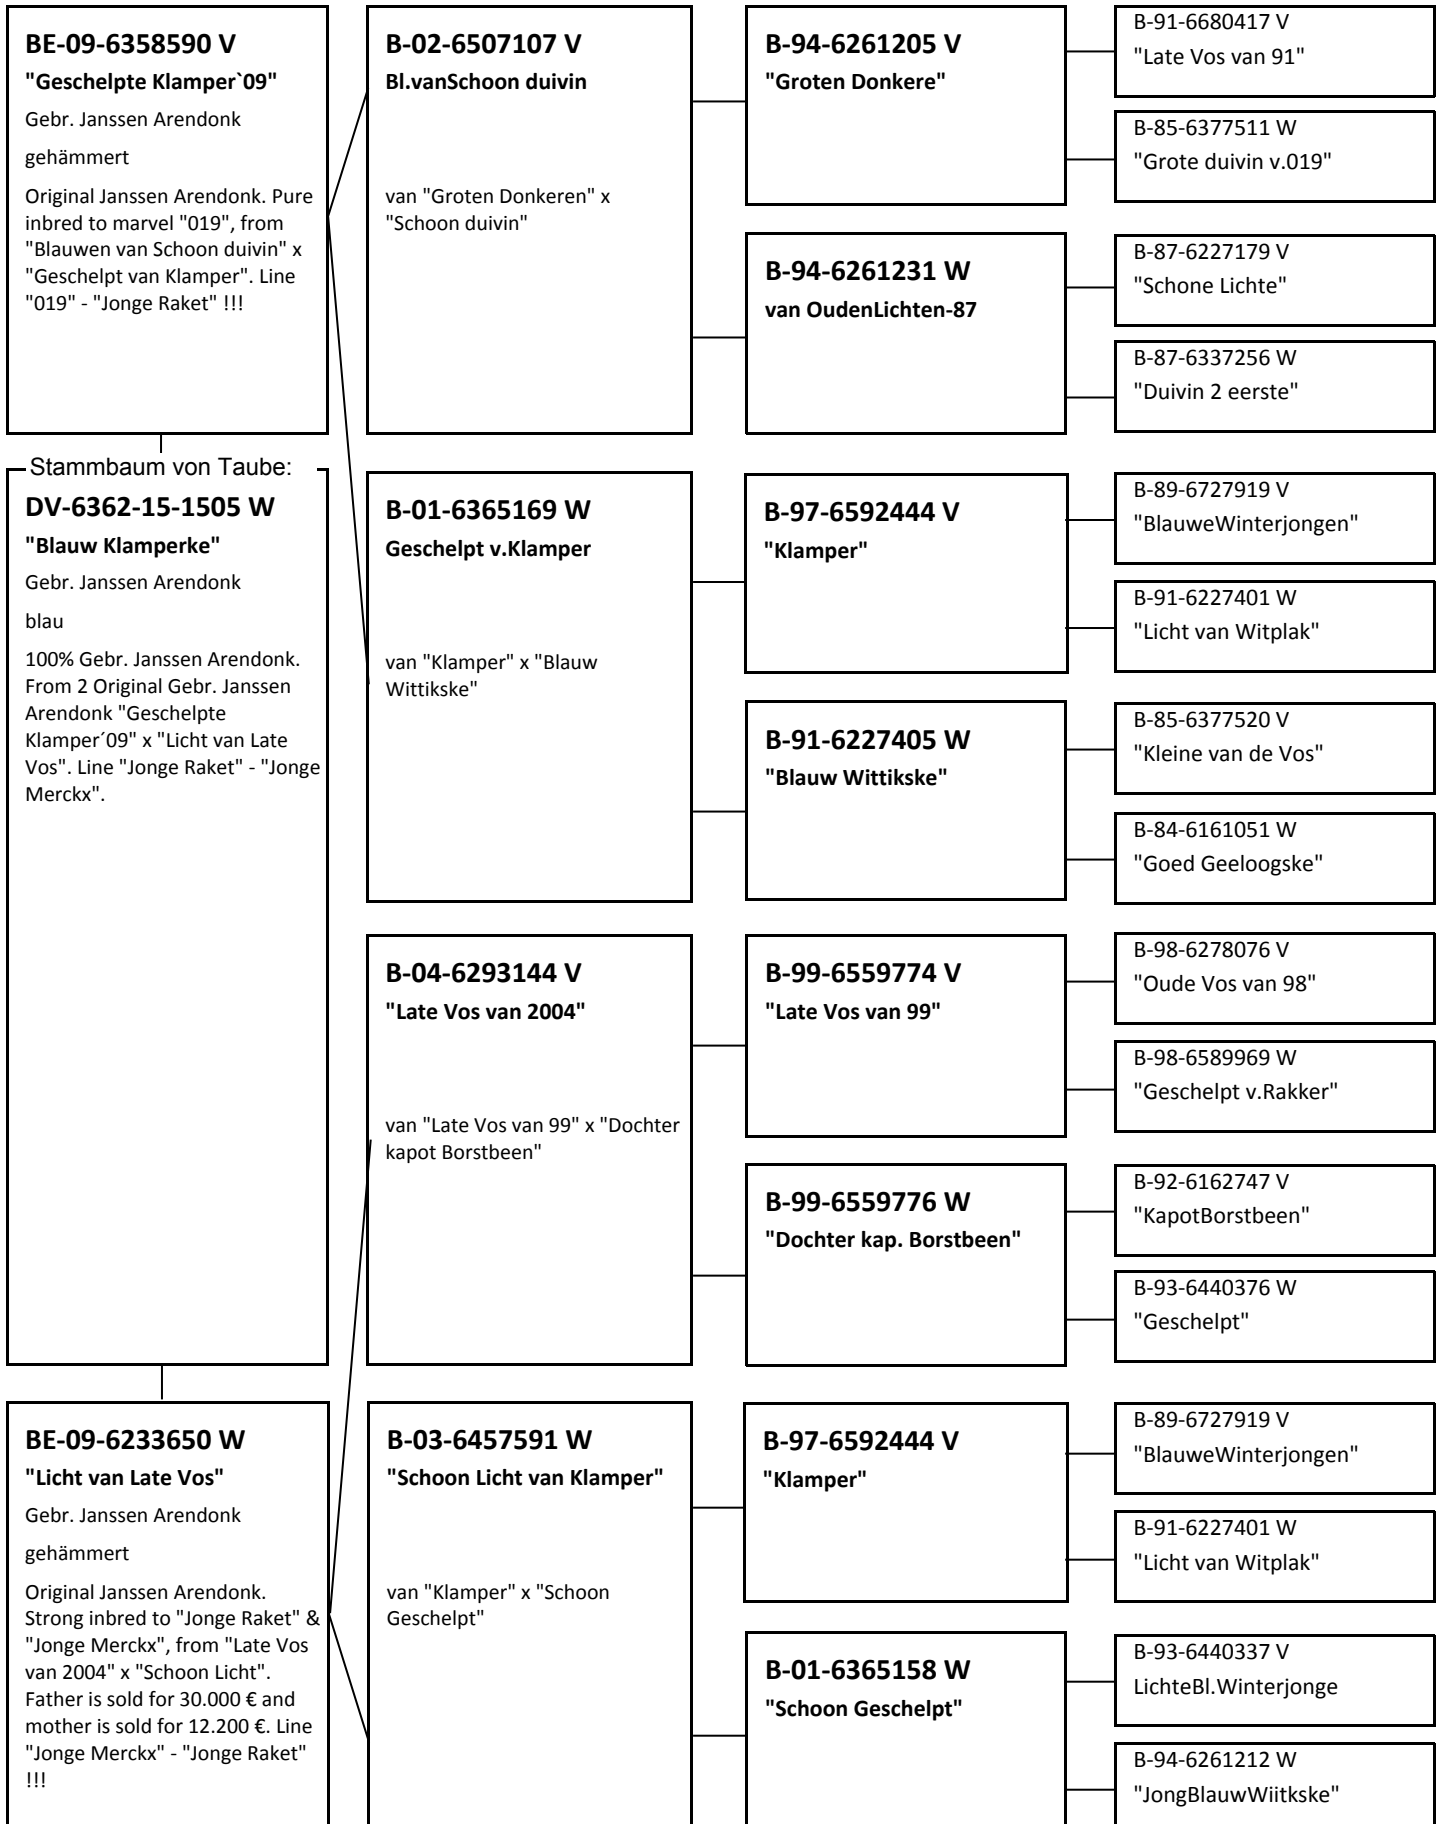 BE-09-6358590 V
"Geschelpte Klamper`09"
Gebr. Janssen Arendonk
gehämmert
Original Janssen Arendonk. Pure
inbred to marvel "019", from
"Blauwen van Schoon duivin" x
"Geschelpt van Klamper". Line
"019" - "Jonge Raket" !!!
Stammbaum von Taube:
DV-6362-15-1505 W
"Blauw Klamperke"
Gebr. Janssen Arendonk
blau
100% Gebr. Janssen Arendonk.
From 2 Original Gebr. Janssen
Arendonk "Geschelpte
Klamper´09" x "Licht van Late
Vos". Line "Jonge Raket" - "Jonge
Merckx".
BE-09-6233650 W
"Licht van Late Vos"
Gebr. Janssen Arendonk
gehämmert
Original Janssen Arendonk.
Strong inbred to "Jonge Raket" &
"Jonge Merckx", from "Late Vos
van 2004" x "Schoon Licht".
Father is sold for 30.000 € and
mother is sold for 12.200 €. Line
"Jonge Merckx" - "Jonge Raket"
!!!
B-02-6507107 V
Bl.vanSchoon duivin
van "Groten Donkeren" x
"Schoon duivin"
B-01-6365169 W
Geschelpt v.Klamper
van "Klamper" x "Blauw
Wittikske"
B-04-6293144 V
"Late Vos van 2004"
van "Late Vos van 99" x "Dochter
kapot Borstbeen"
B-03-6457591 W
"Schoon Licht van Klamper"
van "Klamper" x "Schoon
Geschelpt"
B-94-6261205 V
"Groten Donkere"
B-94-6261231 W
van OudenLichten-87
B-97-6592444 V
"Klamper"
B-91-6227405 W
"Blauw Wittikske"
B-99-6559774 V
"Late Vos van 99"
B-99-6559776 W
"Dochter kap. Borstbeen"
B-97-6592444 V
"Klamper"
B-01-6365158 W
"Schoon Geschelpt"
B-91-6680417 V
"Late Vos van 91"
B-85-6377511 W
"Grote duivin v.019"
B-87-6227179 V
"Schone Lichte"
B-87-6337256 W
"Duivin 2 eerste"
B-89-6727919 V
"BlauweWinterjongen"
B-91-6227401 W
"Licht van Witplak"
B-85-6377520 V
"Kleine van de Vos"
B-84-6161051 W
"Goed Geeloogske"
B-98-6278076 V
"Oude Vos van 98"
B-98-6589969 W
"Geschelpt v.Rakker"
B-92-6162747 V
"KapotBorstbeen"
B-93-6440376 W
"Geschelpt"
B-89-6727919 V
"BlauweWinterjongen"
B-91-6227401 W
"Licht van Witplak"
B-93-6440337 V
LichteBl.Winterjonge
B-94-6261212 W
"JongBlauwWiitkske"